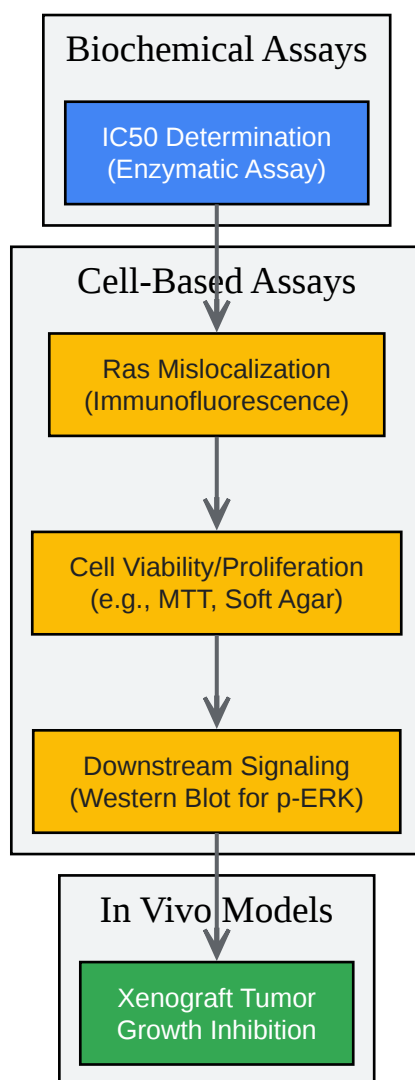 Biochemical Assays
IC50 Determination
(Enzymatic Assay)
Cell-Based Assays
Ras Mislocalization
(Immunofluorescence)
Cell Viability/Proliferation
(e.g., MTT, Soft Agar)
Downstream Signaling
(Western Blot for p-ERK)
In Vivo Models
Xenograft Tumor
Growth Inhibition